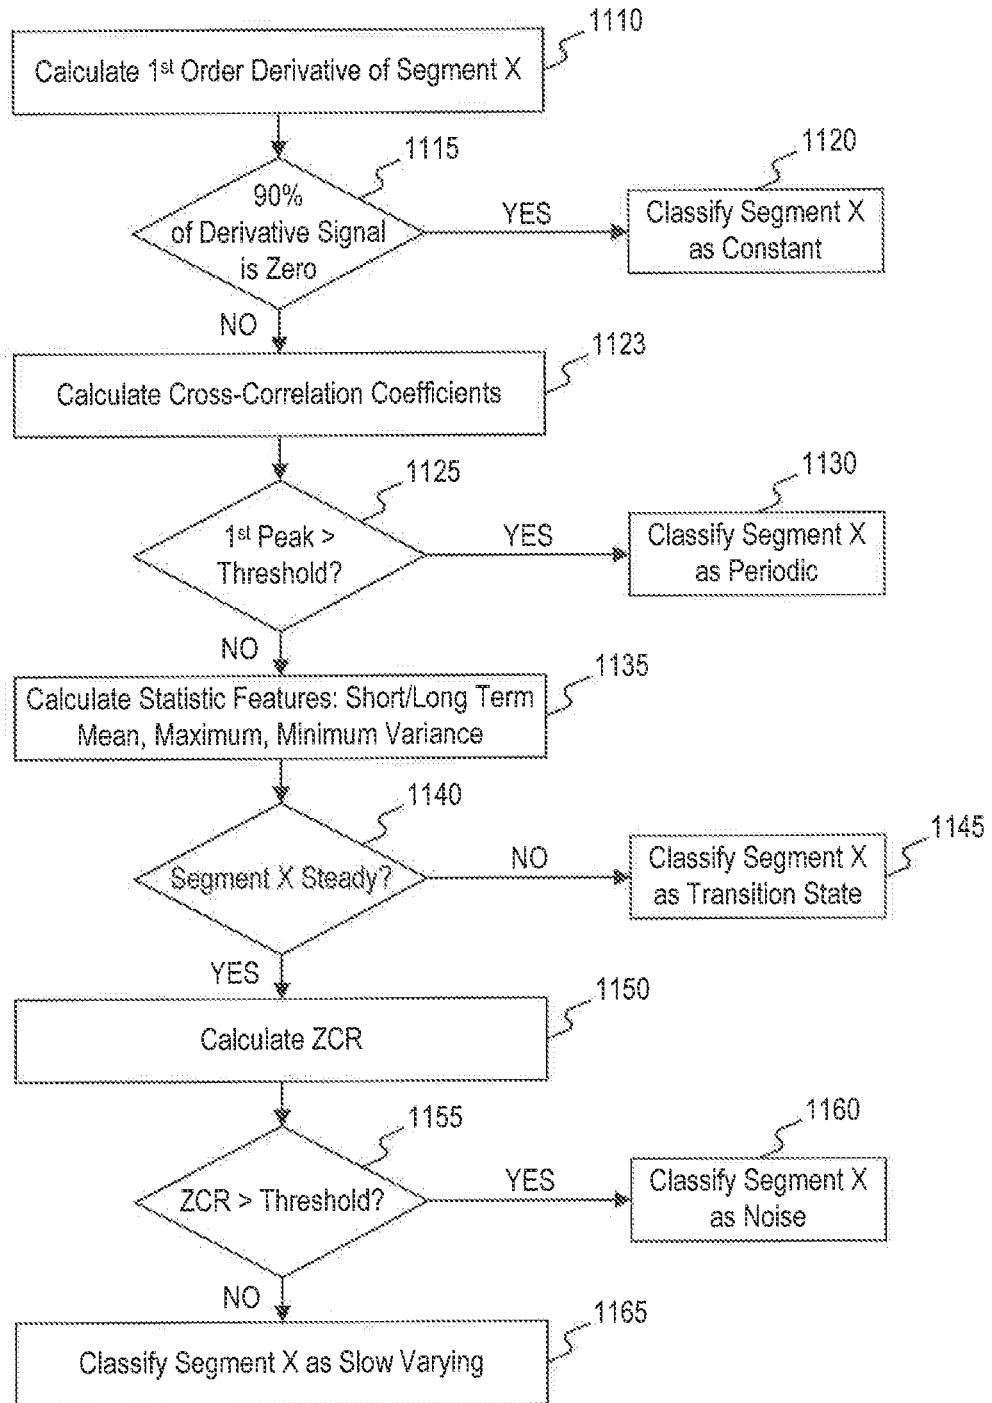 1110
Calculate 1st Order Derivative of Segment X
1115
90%
of Derivative Signal
is Zero
YES
1120
Classify Segment X
as Constant
NO
1123
Calculate Cross-Correlation Coefficients
1125
1st Peak >
Threshold?
YES
1130
Classify Segment X
as Periodic
NO
1135
Calculate Statistic Features: Short/Long Term
Mean, Maximum, Minimum Variance
1140
Segment X Steady?
NO
1145
Classify Segment X
as Transition State
YES
1150
Calculate ZCR
1155
ZCR > Threshold?
YES
1160
Classify Segment X
as Noise
NO
1165
Classify Segment X as Slow Varying